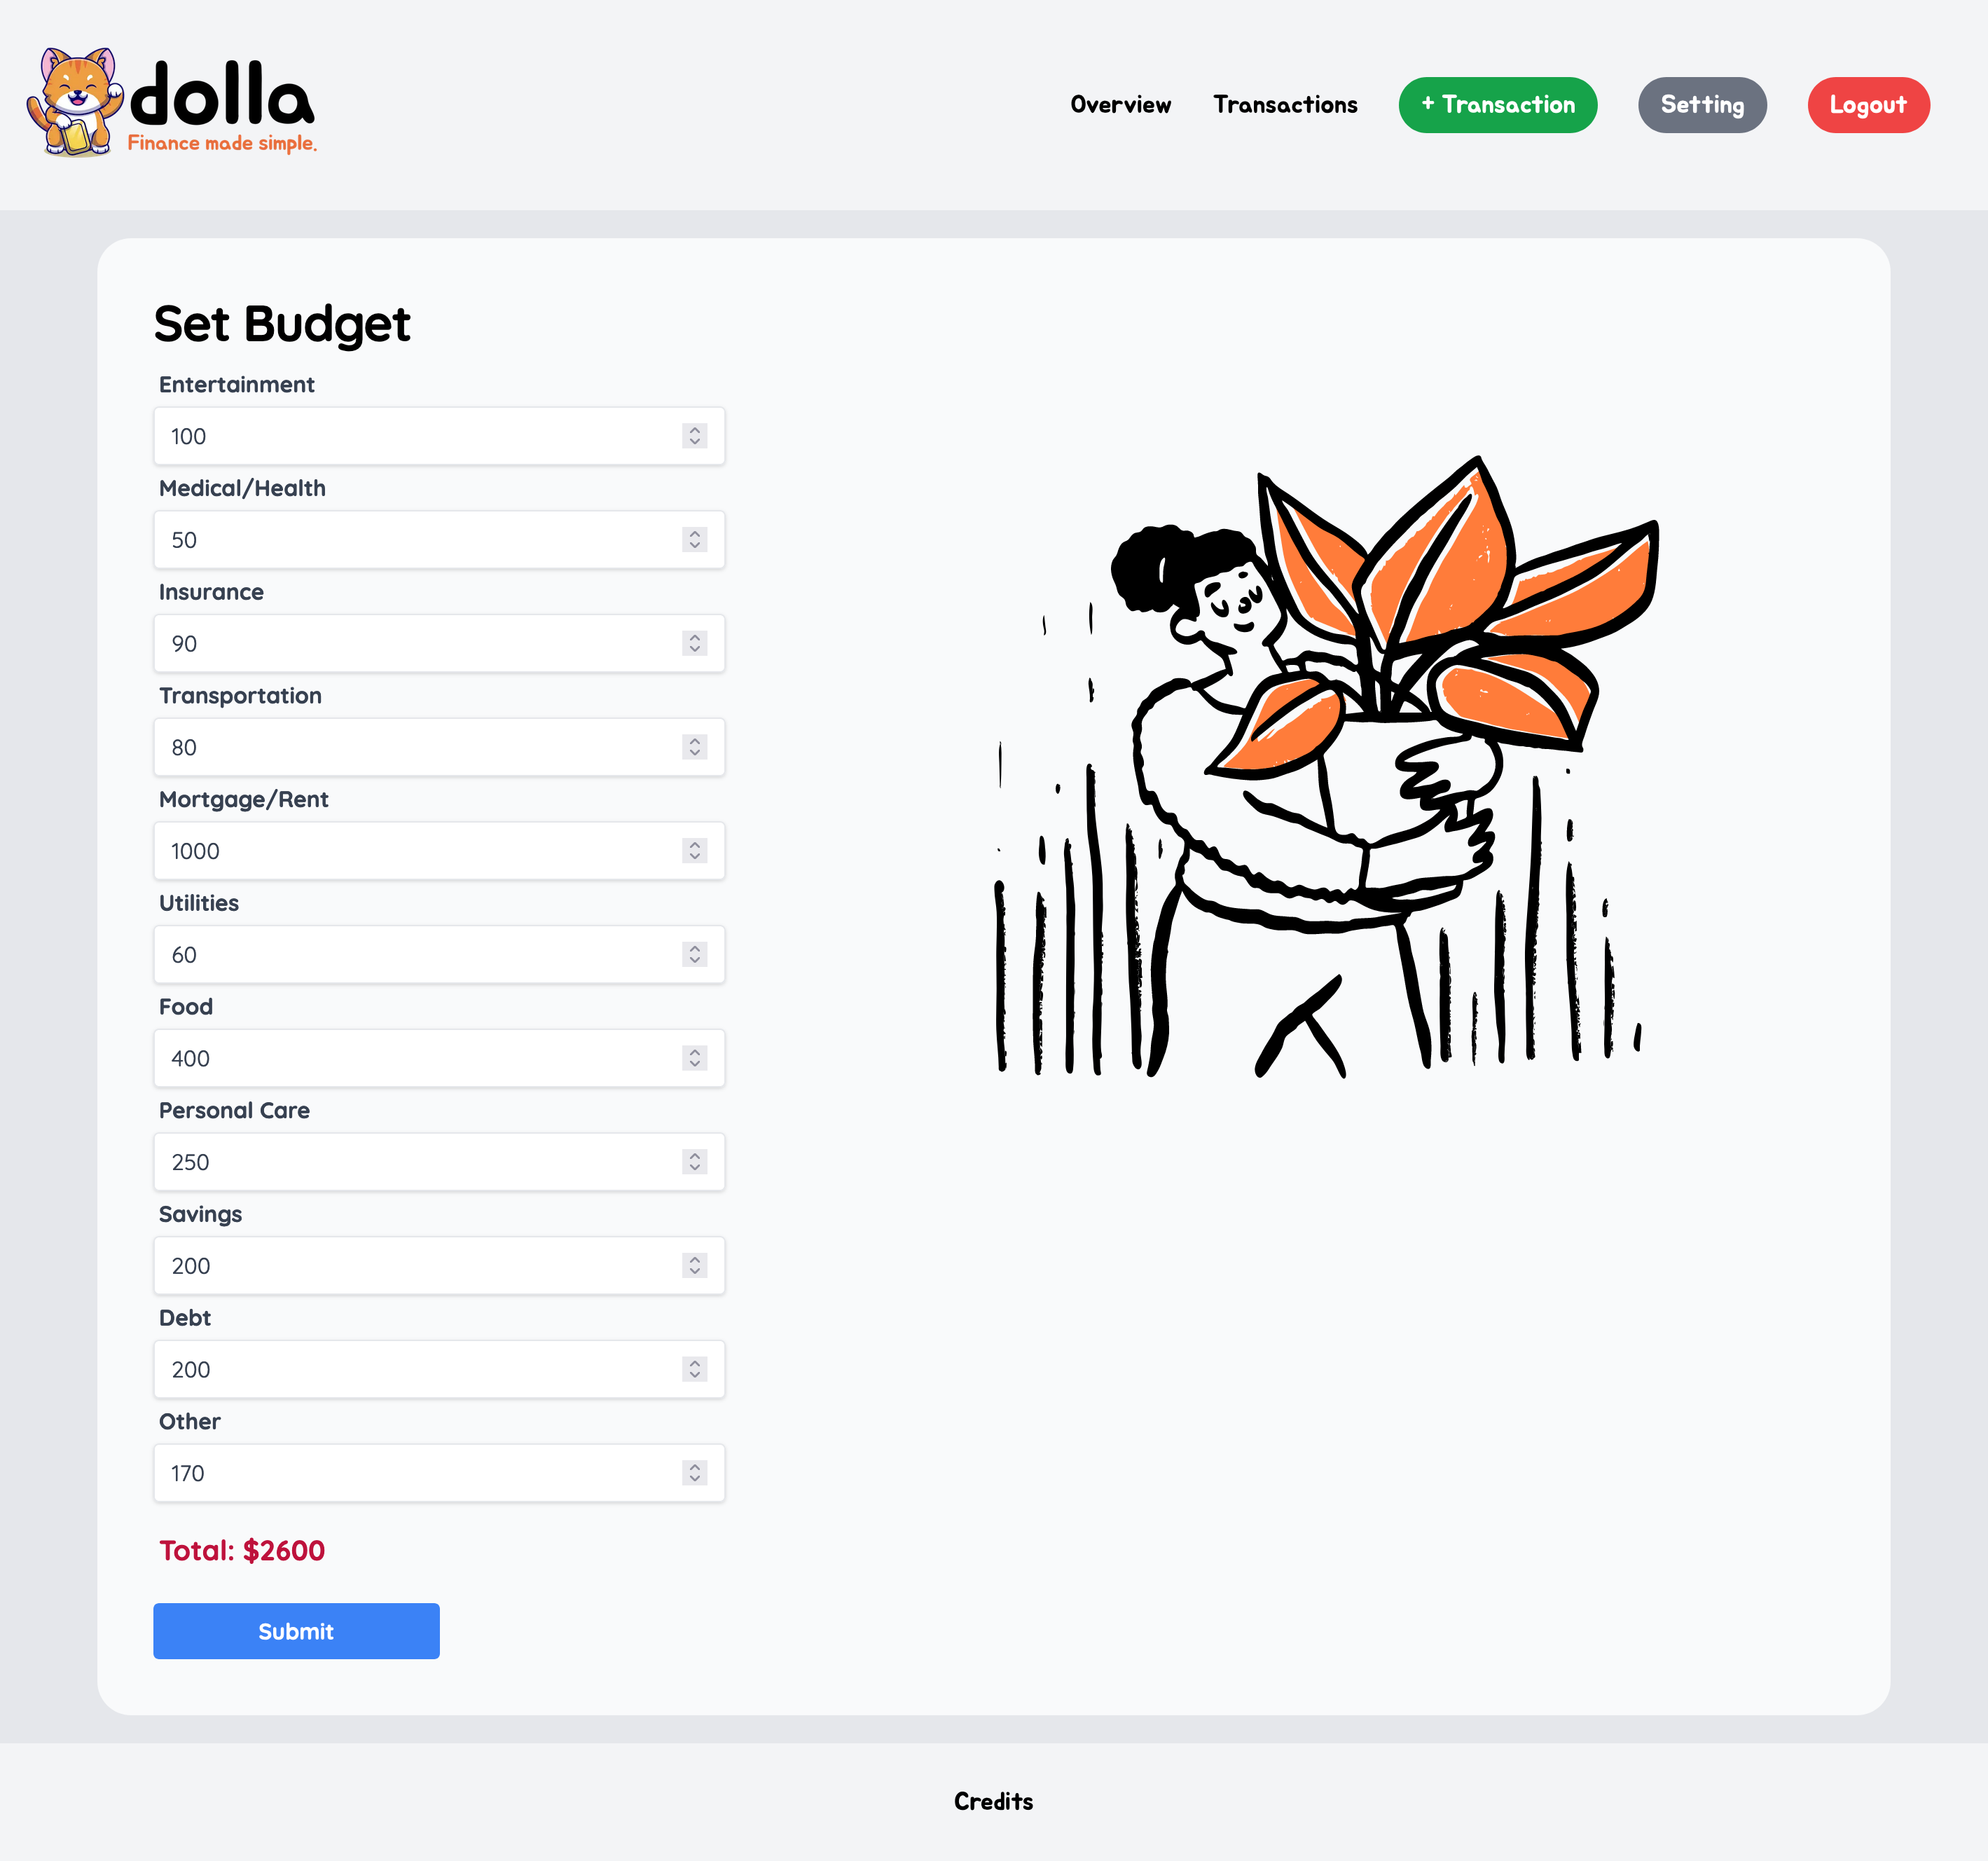 dolla
Finance made simple.
Overview Transactions + Transaction Setting Logout
Set Budget
Entertainment
100
Medical/Health
50
Insurance
90
Transportation
80
Mortgage/Rent
1000
Utilities
60
Food
400
Personal Care
250
Savings
200
Debt
200
Other
170
Total: $2600
Submit
Credits